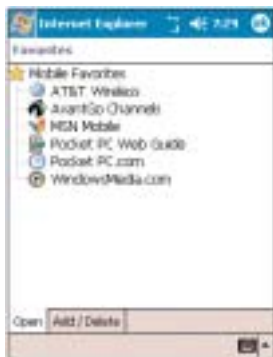 Internet Explorer 7:29 ok
Favorites
Mobile Favorites
AT&T Wireless
AvantGo Channels
MSN Mobile
Pocket PC Web Guide
Pocket PC.com
WindowsMedia.com
Open Add/Delete